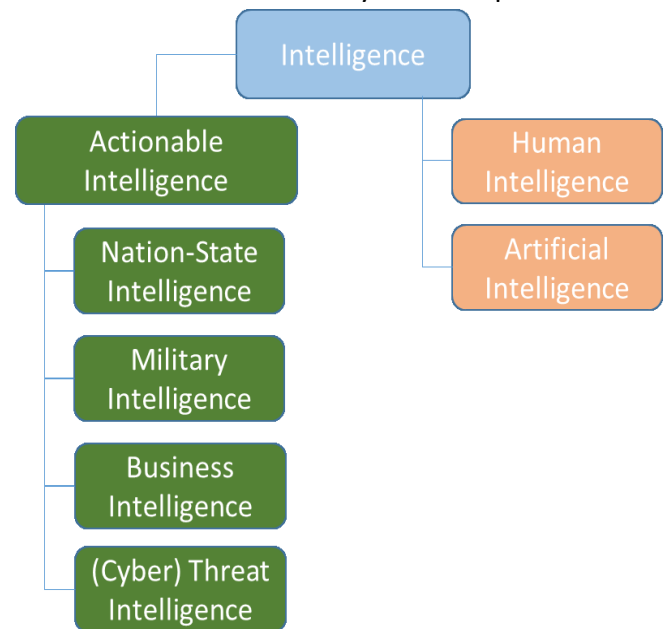 Intelligence
Actionable
Intelligence
Human
Intelligence
Artificial
Intelligence
Nation-State
Intelligence
Military
Intelligence
Business
Intelligence
(Cyber) Threat
Intelligence